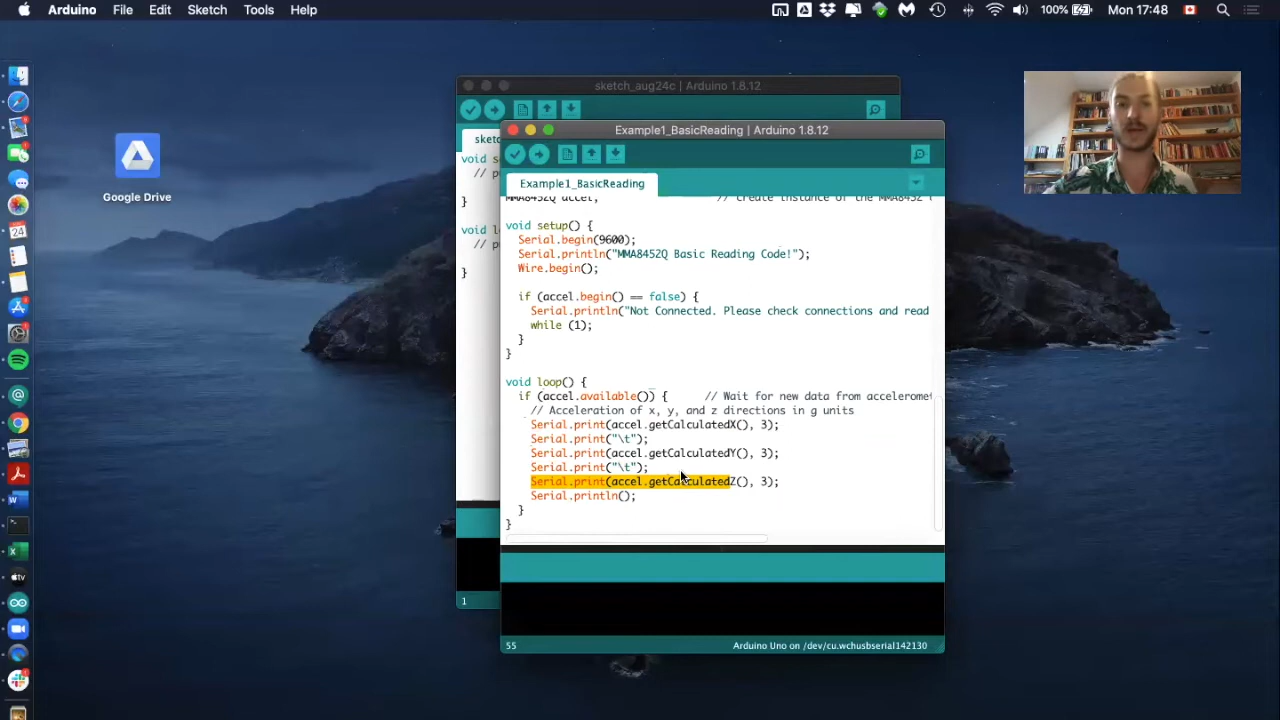 Arduino File Edit Sketch Tools Help
100% Mon 17:48
sketch_aug24c | Arduino 1.8.12
Example1_BasicReading | Arduino 1.8.12
Google Drive
sketc
void s
// p
}
void l
// p
}
Example1_BasicReading
void setup() {
Serial.begin(9600);
Serial.println("MMA8452Q Basic Reading Code!");
Wire.begin();
if (accel.begin() == false) {
Serial.println("Not Connected. Please check connections and read
while (1);
}
}
void loop() {
if (accel.available()) { // Wait for new data from acceleromet
// Acceleration of x, y, and z directions in g units
Serial.print(accel.getCalculatedX(), 3);
Serial.print("\t");
Serial.print(accel.getCalculatedY(), 3);
Serial.print("\t");
Serial.print(accel.getCalculatedZ(), 3);
Serial.println();
}
}
1
55
Arduino Uno on /dev/cu.wchusbserial142130
24
tv